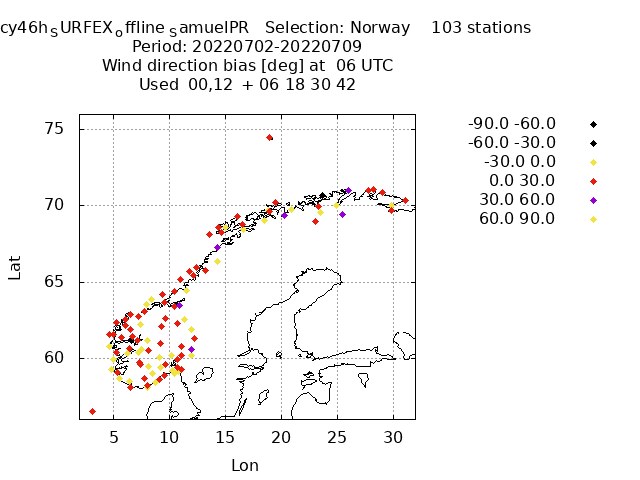 cy46h_SURFEX_offline_SamuelPR   Selection: Norway    103 stations
Period: 20220702-20220709
Wind direction bias [deg] at  06 UTC
Used  00,12  + 06 18 30 42
-90.0 -60.0
-60.0 -30.0
-30.0 0.0
0.0 30.0
30.0 60.0
60.0 90.0
75
70
65
60
Lat
5 10 15 20 25 30
Lon